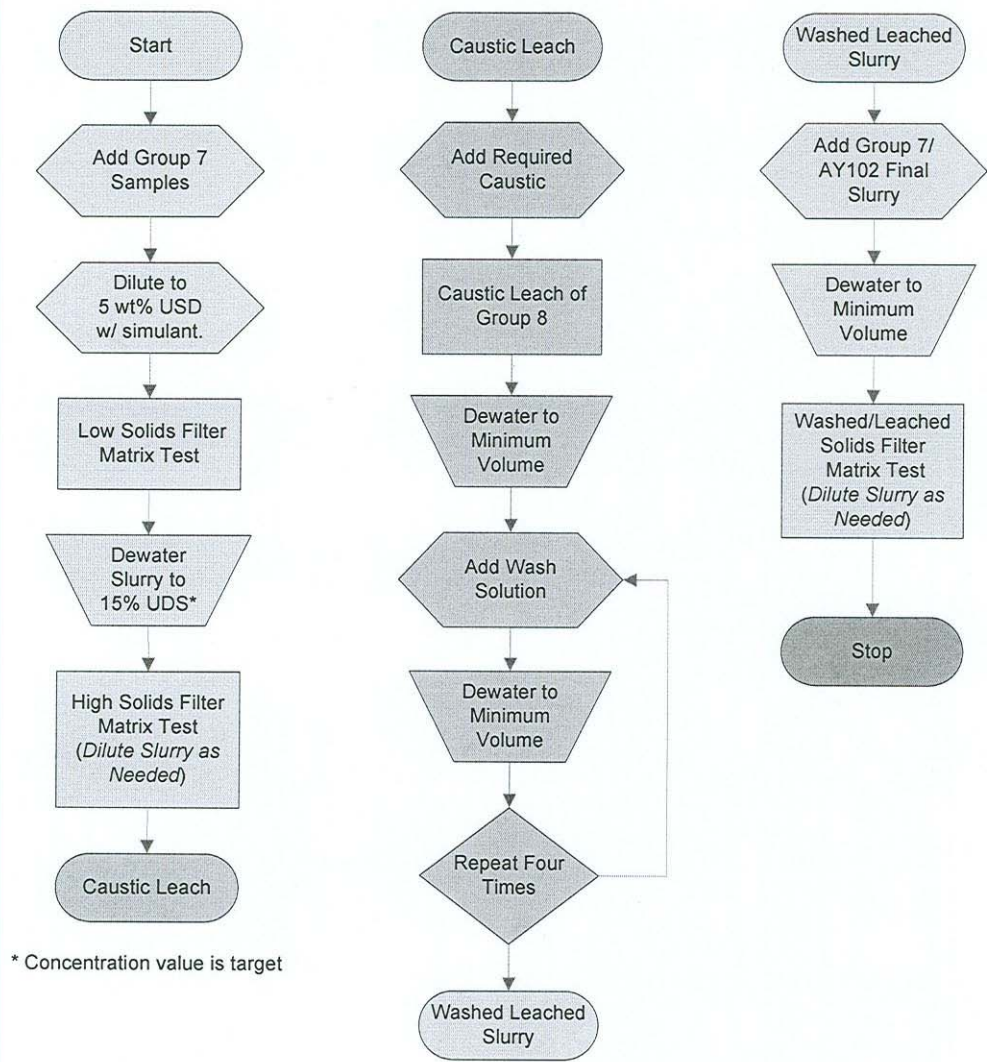 Start
Add Group 7
Samples
Dilute to
5 wt% USD
w/ simulant.
Low Solids Filter
Matrix Test
Dewater
Slurry to
15% UDS*
High Solids Filter
Matrix Test
(Dilute Slurry as
Needed)
Caustic Leach
* Concentration value is target
Caustic Leach
Add Required
Caustic
Caustic Leach of
Group 8
Dewater to
Minimum
Volume
Add Wash
Solution
Dewater to
Minimum
Volume
Repeat Four
Times
Washed Leached
Slurry
Washed Leached
Slurry
Add Group 7/
AY102 Final
Slurry
Dewater to
Minimum
Volume
Washed/Leached
Solids Filter
Matrix Test
(Dilute Slurry as
Needed)
Stop